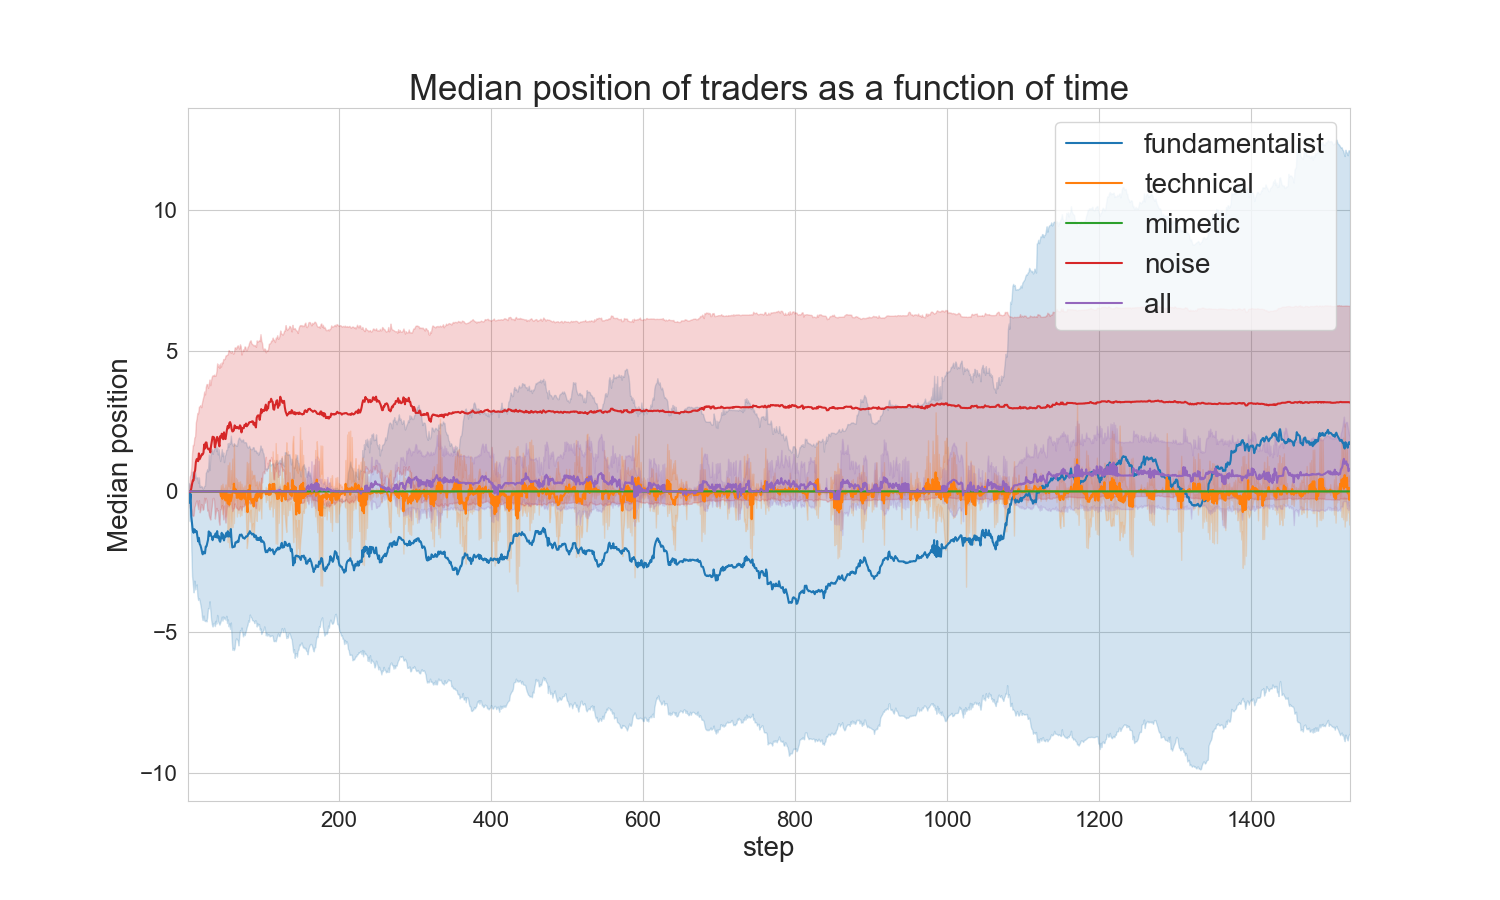 Median position of traders as a function of time
fundamentalist
technical
mimetic
noise
all
Median position
10
5
0
−5
−10
200 400 600 800 1000 1200 1400
step